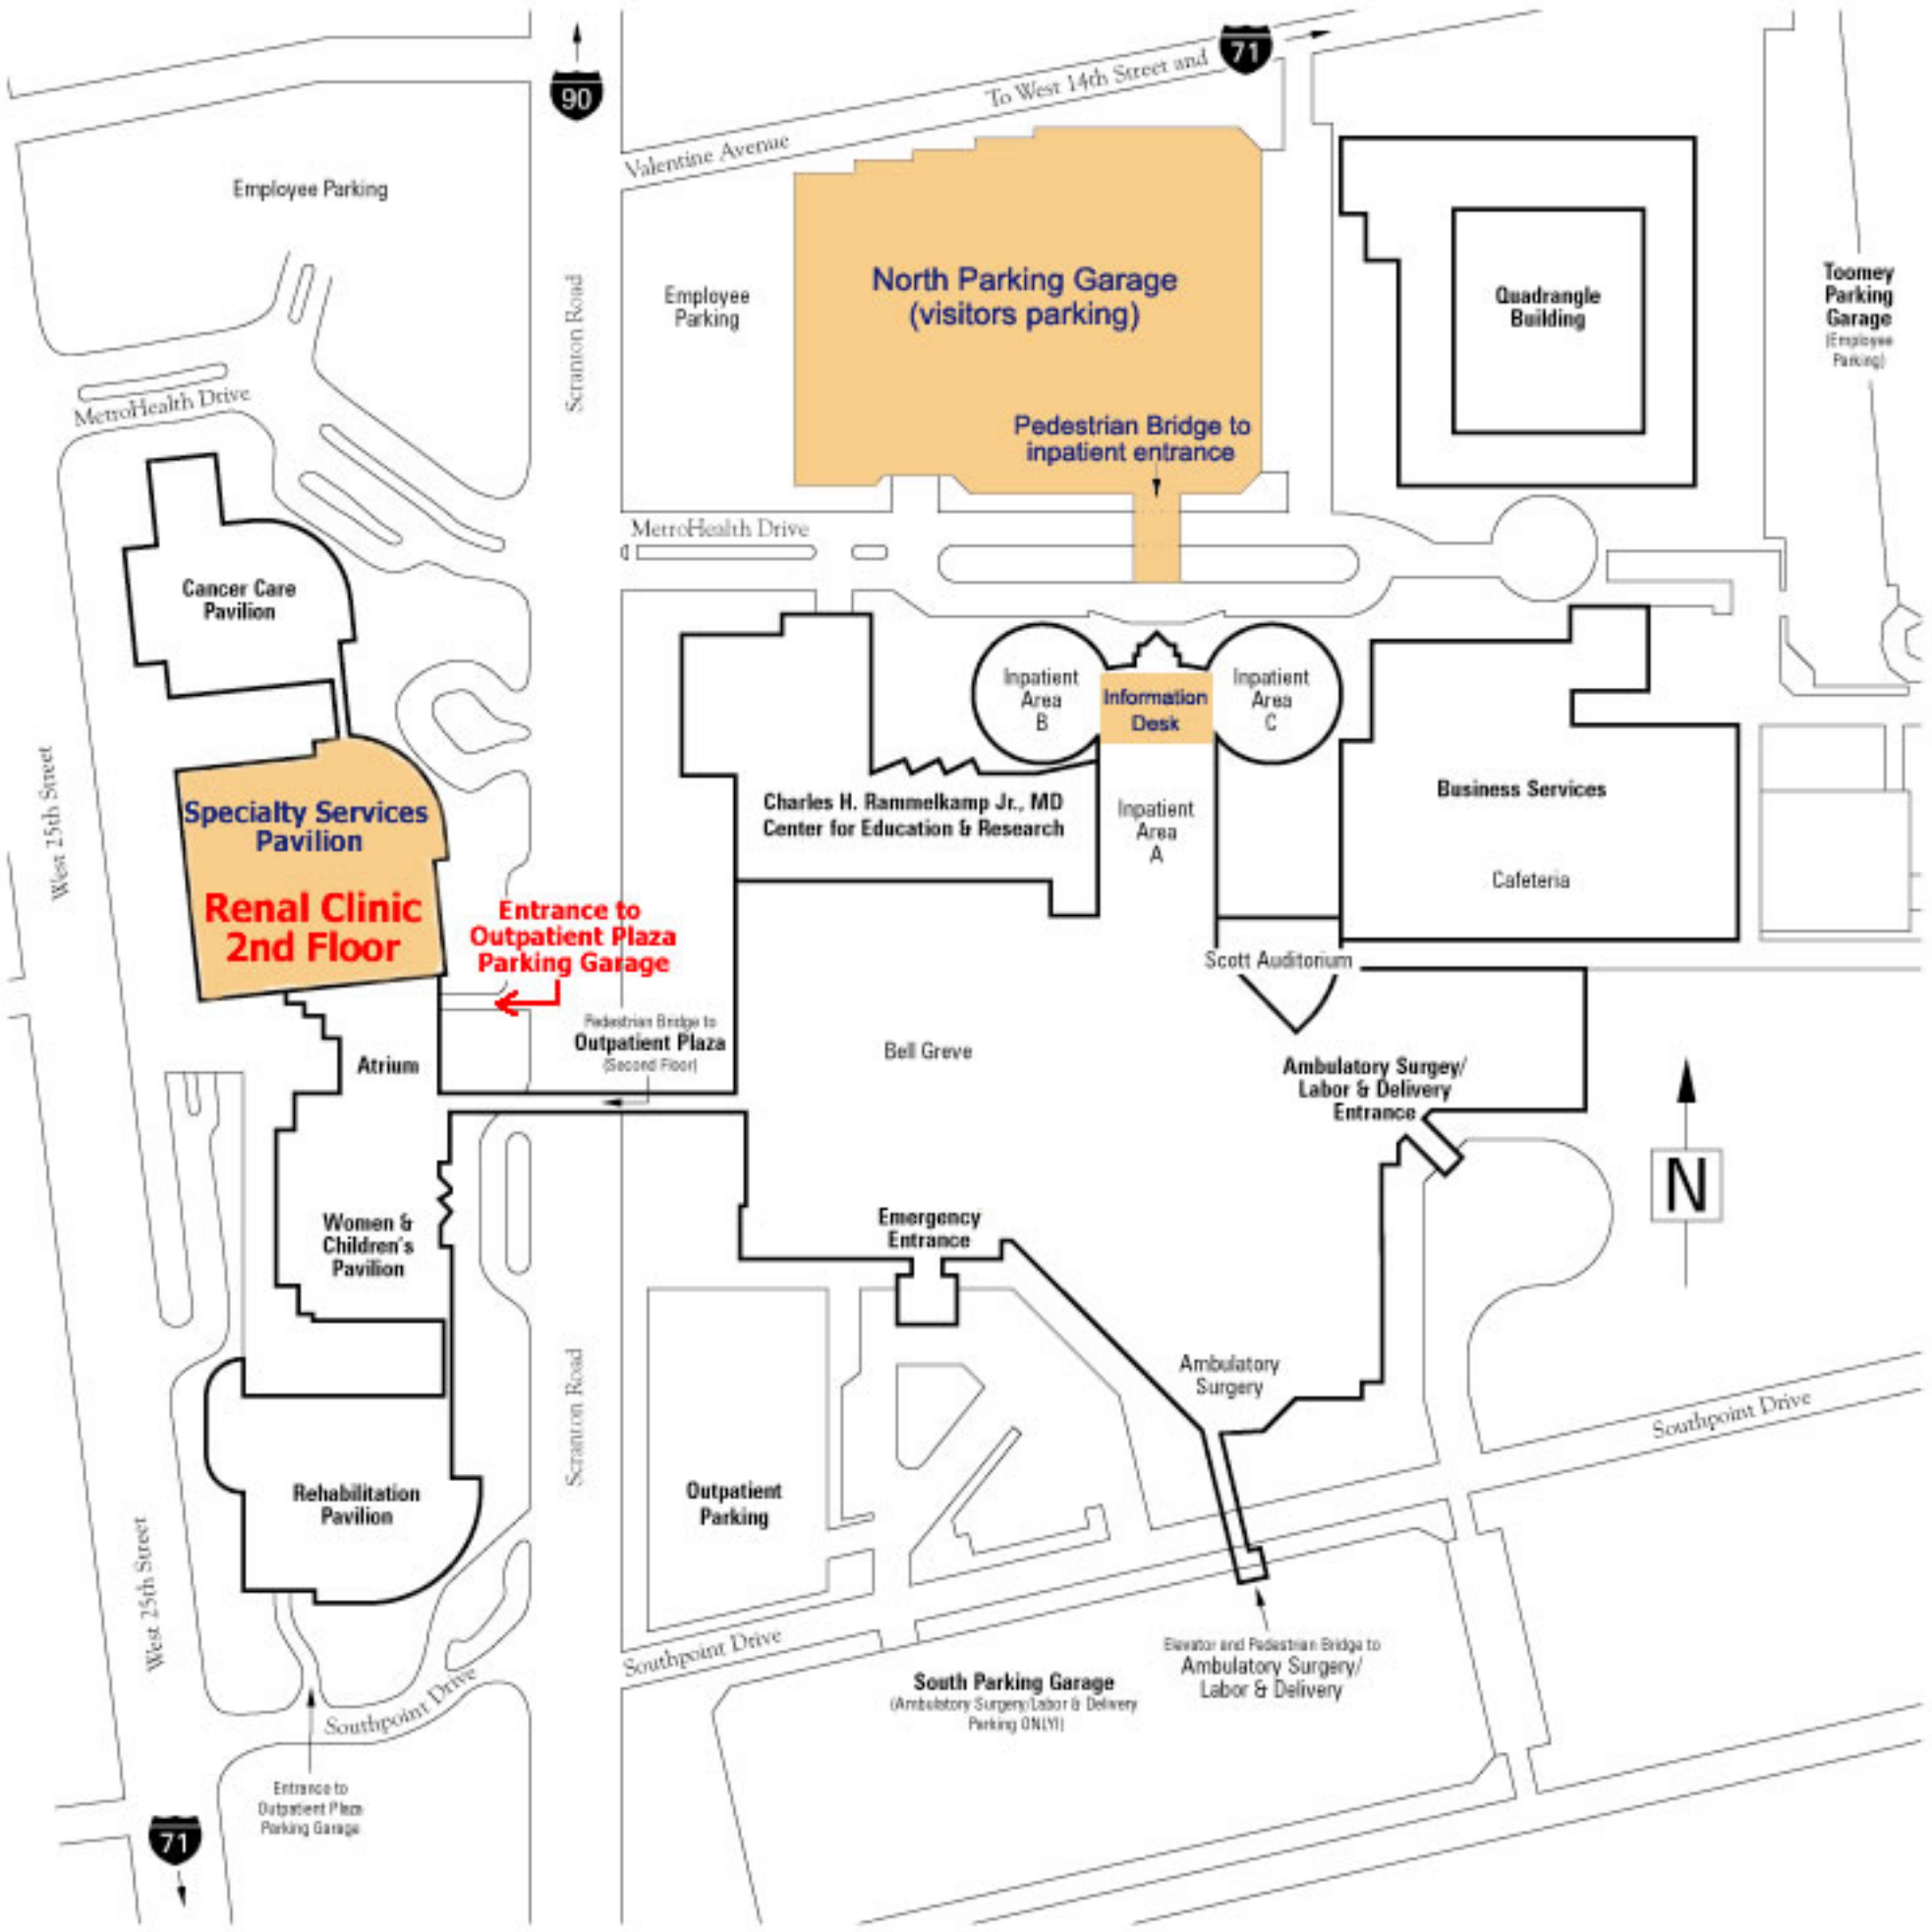 71
To West 14th Street and
90
Valentine Avenue
Employee Parking
North Parking Garage
(visitors parking)
Employee
Parking
Quadrangle
Building
Toomey
Parking
Garage
(Employee
Parking)
Scranton Road
MetroHealth Drive
Pedestrian Bridge to
inpatient entrance
MetroHealth Drive
Cancer Care
Pavilion
Inpatient
Area
B
Information
Desk
Inpatient
Area
C
West 25th Street
Specialty Services
Pavilion
Renal Clinic
2nd Floor
Charles H. Rammelkamp Jr., MD
Center for Education & Research
Inpatient
Area
A
Business Services
Cafeteria
Entrance to
Outpatient Plaza
Parking Garage
Scott Auditorium
Pedestrian Bridge to
Outpatient Plaza
(Second Floor)
Atrium
Bell Greve
Ambulatory Surgey/
Labor & Delivery
Entrance
N
Women &
Children's
Pavilion
Emergency
Entrance
Ambulatory
Surgery
Scranton Road
Southpoint Drive
Rehabilitation
Pavilion
Outpatient
Parking
West 25th Street
Southpoint Drive
Southpoint Drive
South Parking Garage
(Ambulatory Surgery/Labor & Delivery
Parking ONLY!)
Elevator and Pedestrian Bridge to
Ambulatory Surgery/
Labor & Delivery
Entrance to
Outpatient Plaza
Parking Garage
71